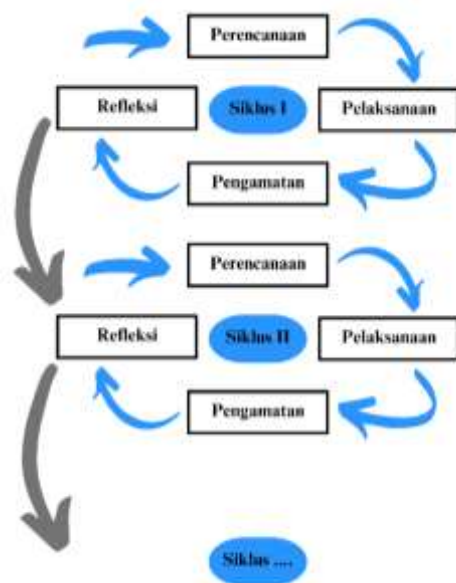 Perencanaan
Refleksi
Siklus I
Pelaksanaan
Pengamatan
Perencanaan
Refleksi
Siklus II
Pelaksanaan
Pengamatan
Siklus ....